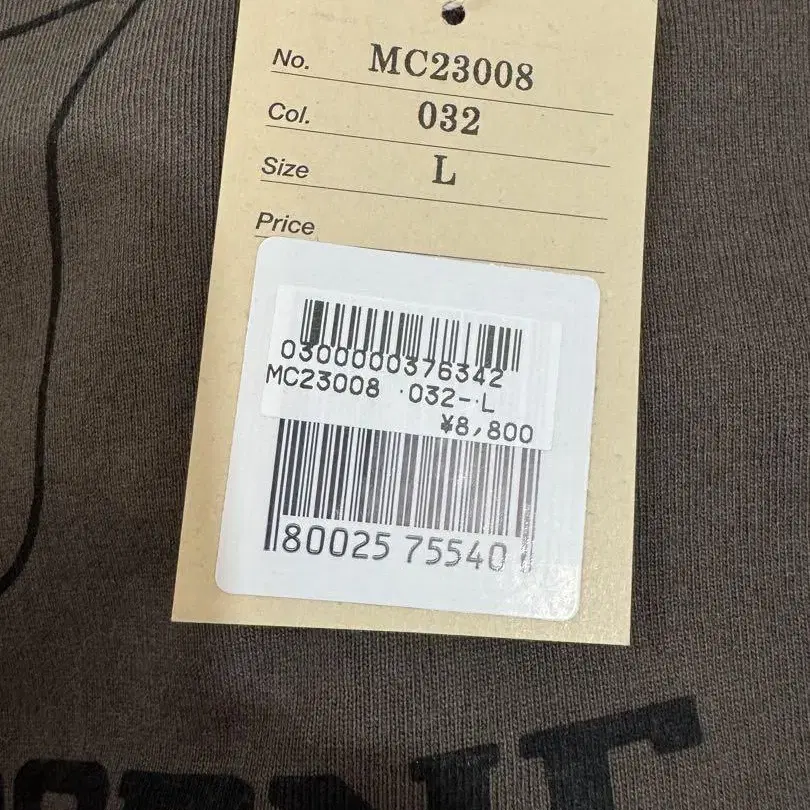 No. MC23008
Col. 032
Size L
Price
0300000376342
MC23008 ·032-·L
¥8,800
80025 75540